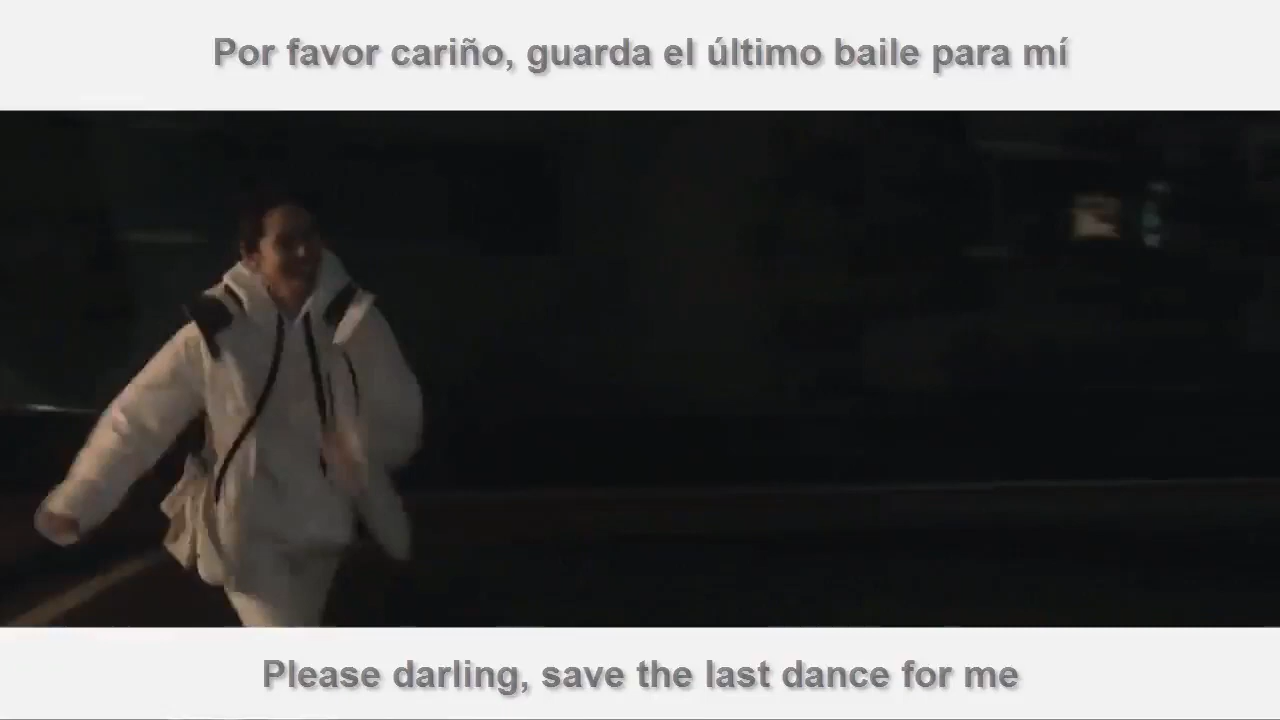 Por favor cariño, guarda el último baile para mí
Please darling, save the last dance for me